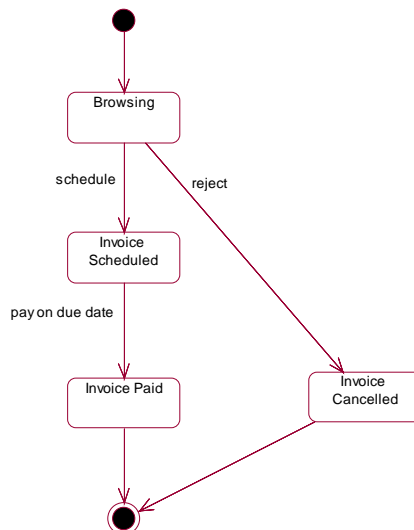 Browsing
schedule
reject
Invoice
Scheduled
pay on due date
Invoice Paid
Invoice
Cancelled